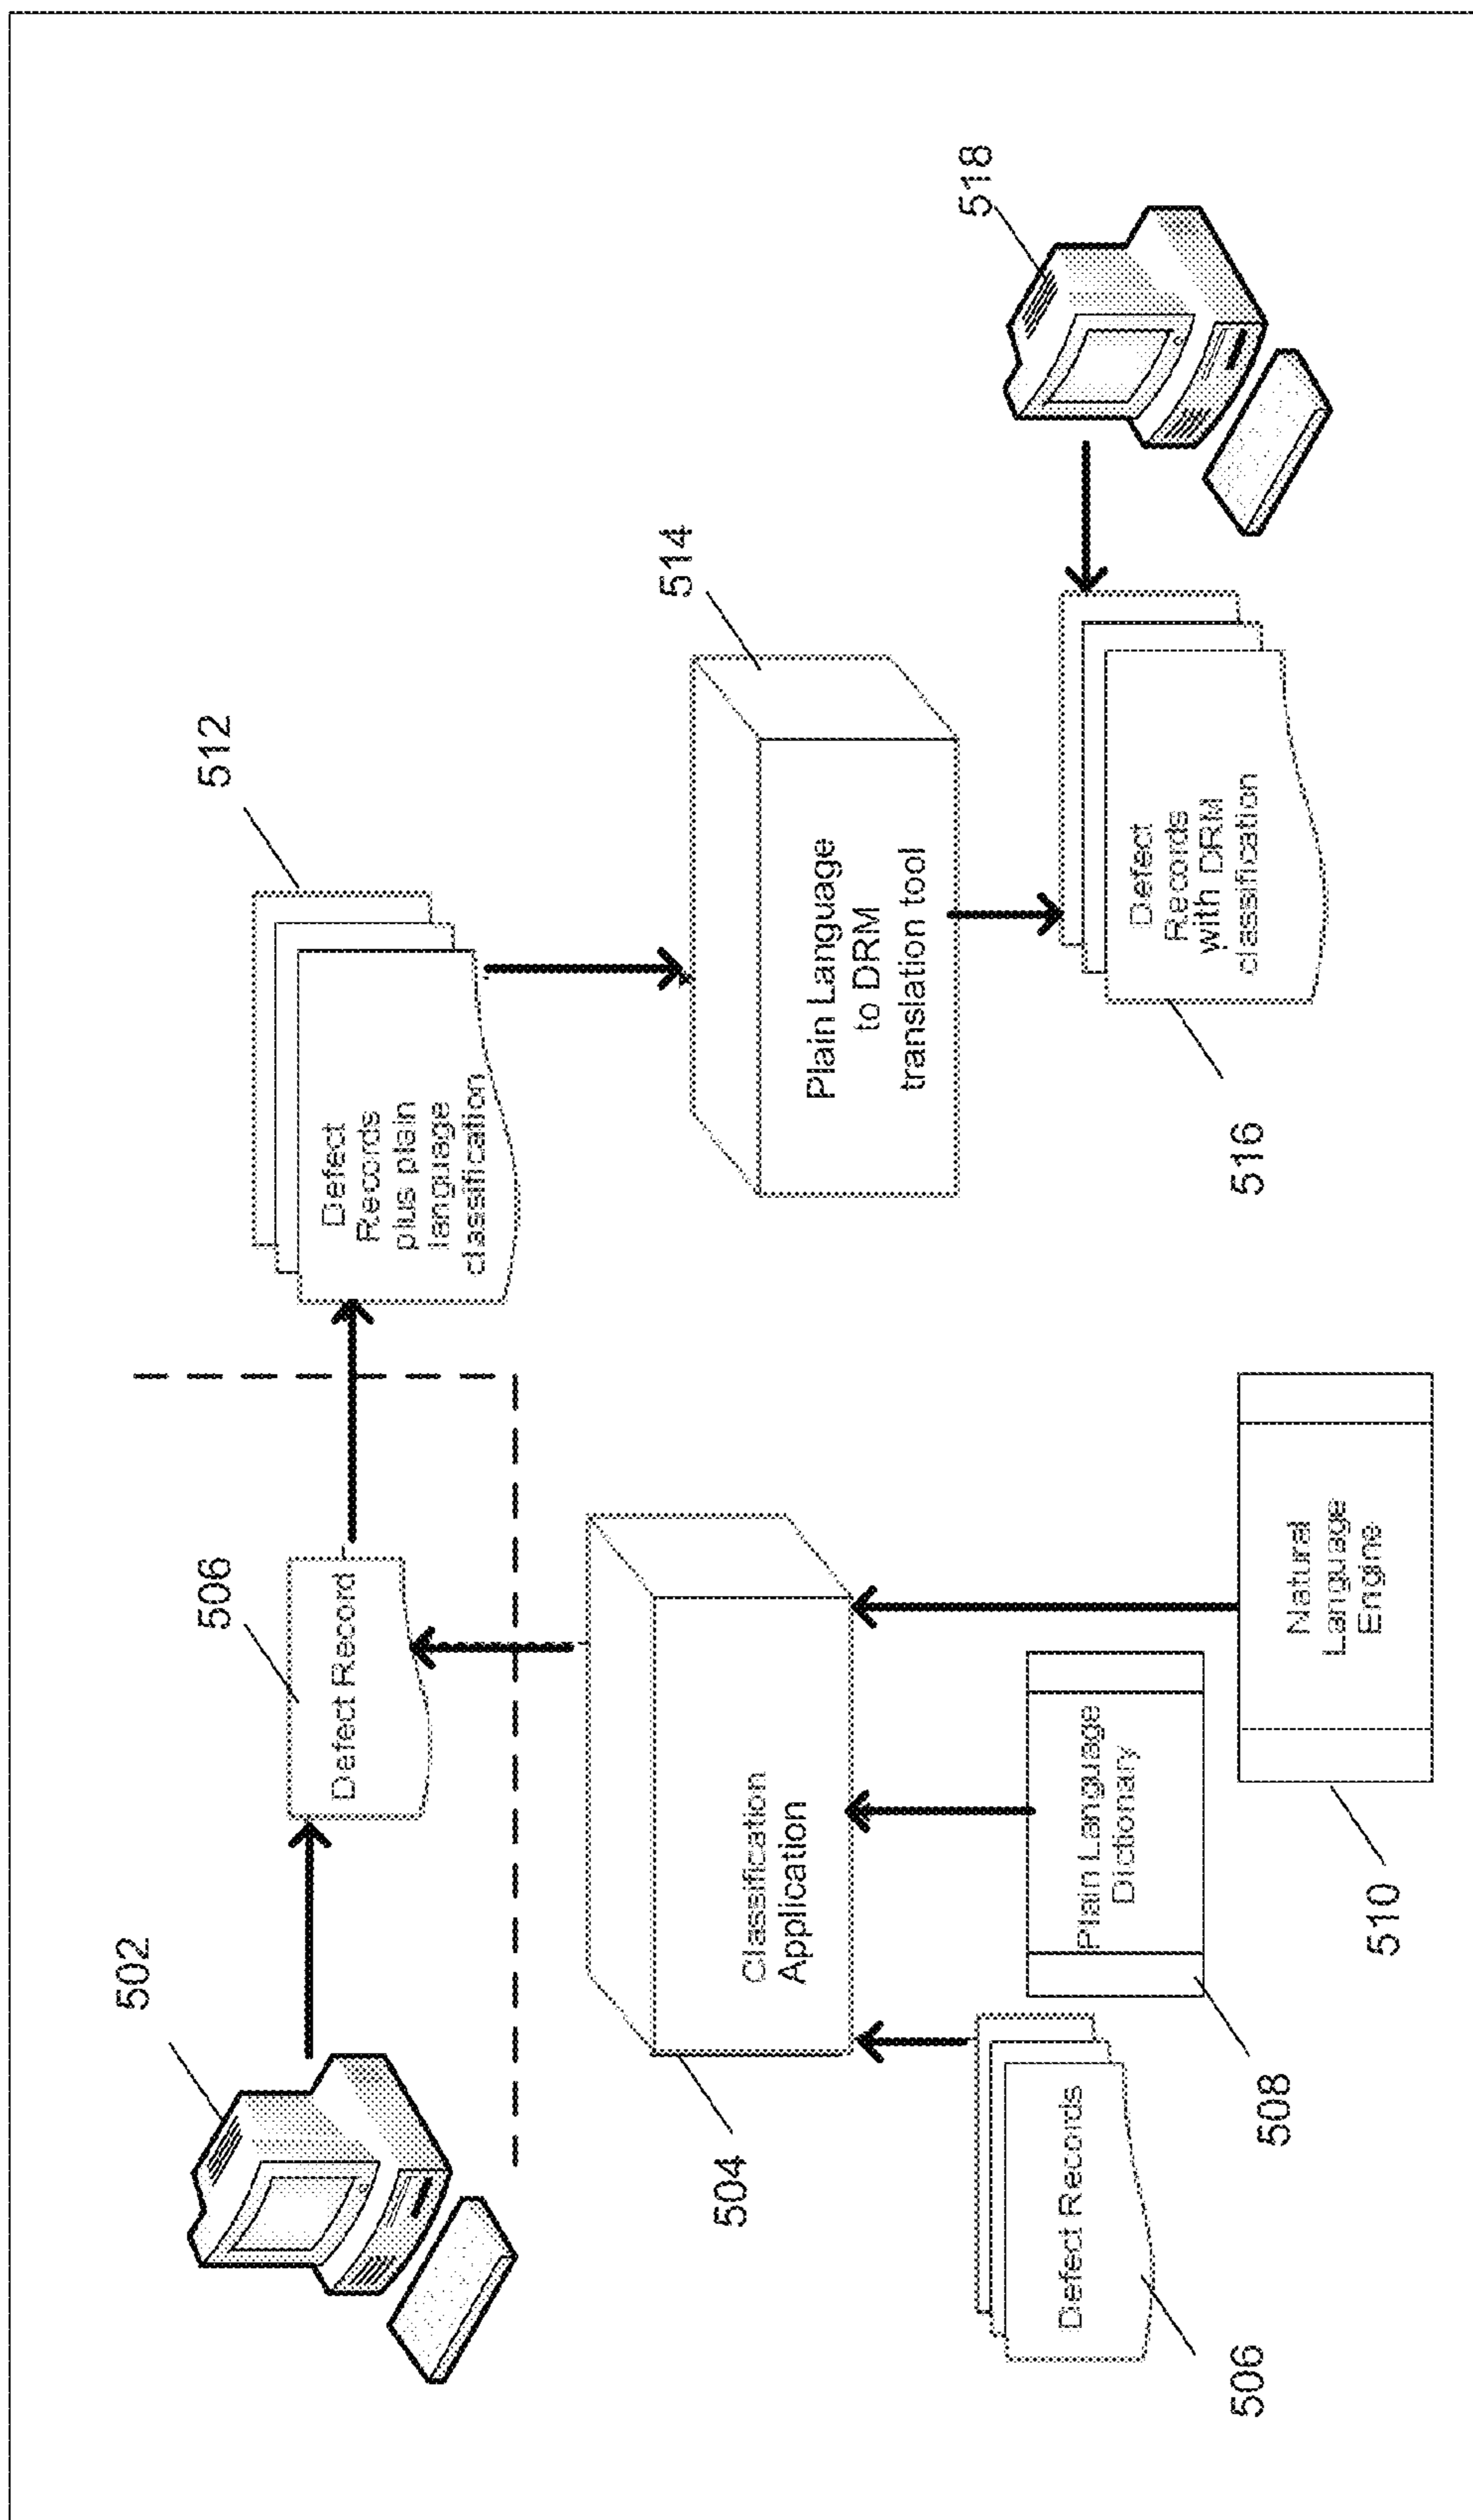 502
506
Defect Record
512
Defect
Records
plus plain
language
classification
518
514
Plain Language
to DRM
translation tool
504
Classification
Application
Defect Records
506
Plain Language
Dictionary
508
Natural
Language
Engine
510
Defect
Records
with DRM
classification
516